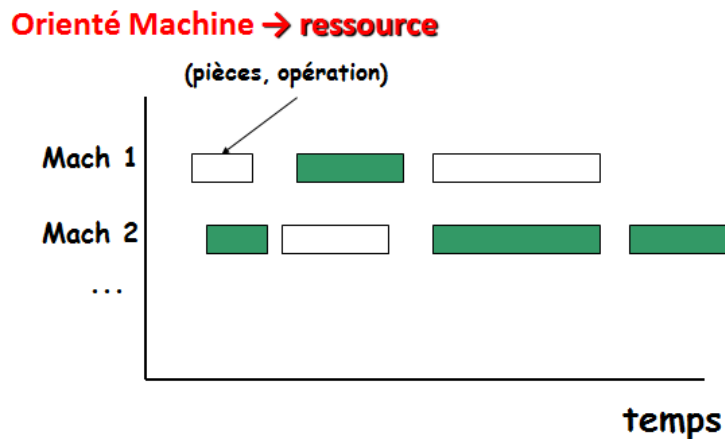 Orienté Machine → ressource
(pièces, opération)
Mach 1
Mach 2
...
temps